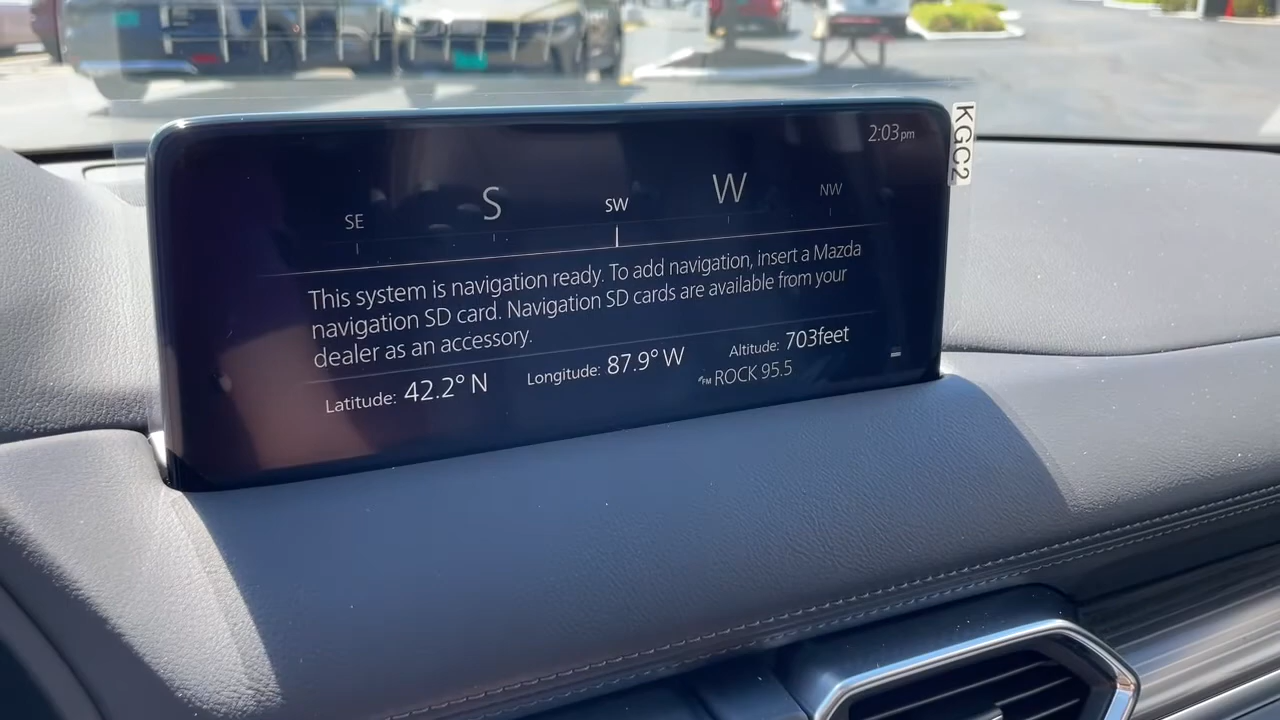 2:03pm
KGC2
SE S SW W NW
This system is navigation ready. To add navigation, insert a Mazda
navigation SD card. Navigation SD cards are available from your
dealer as an accessory.
Latitude: 42.2° N Longitude: 87.9° W Altitude: 703feet
FM ROCK 95.5